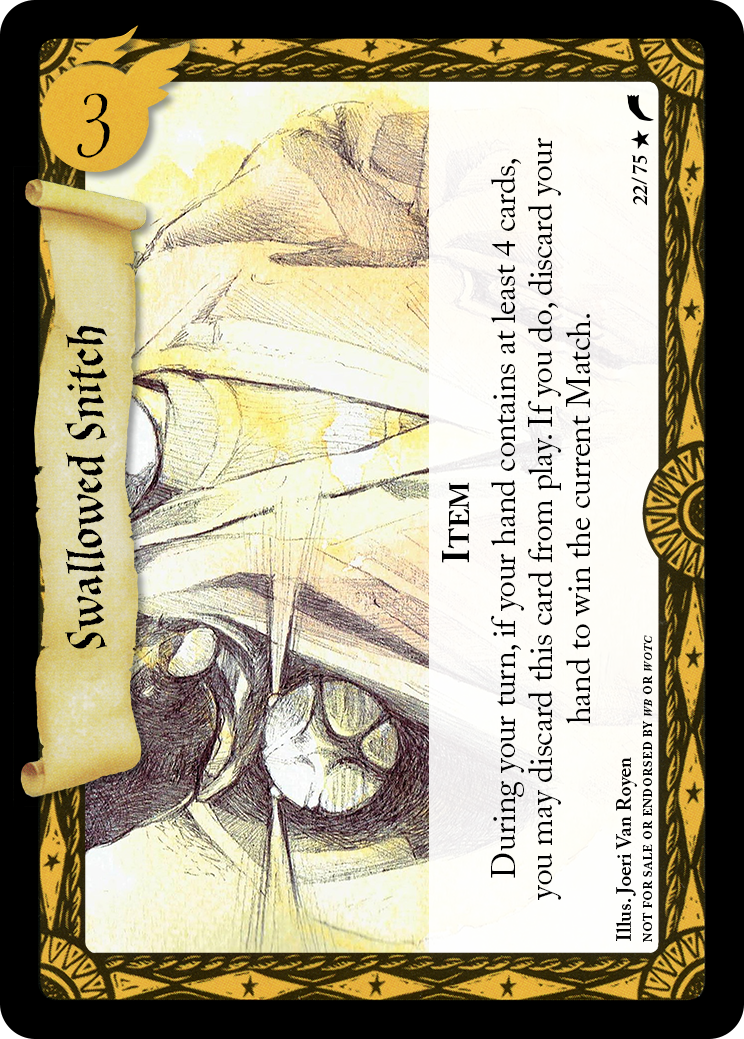 3
Swallowed Snitch
ITEM
During your turn, if your hand contains at least 4 cards,
you may discard this card from play. If you do, discard your
hand to win the current Match.
Illus. Joeri Van Royen
NOT FOR SALE OR ENDORSED BY WB OR WOTC
22/75 ★